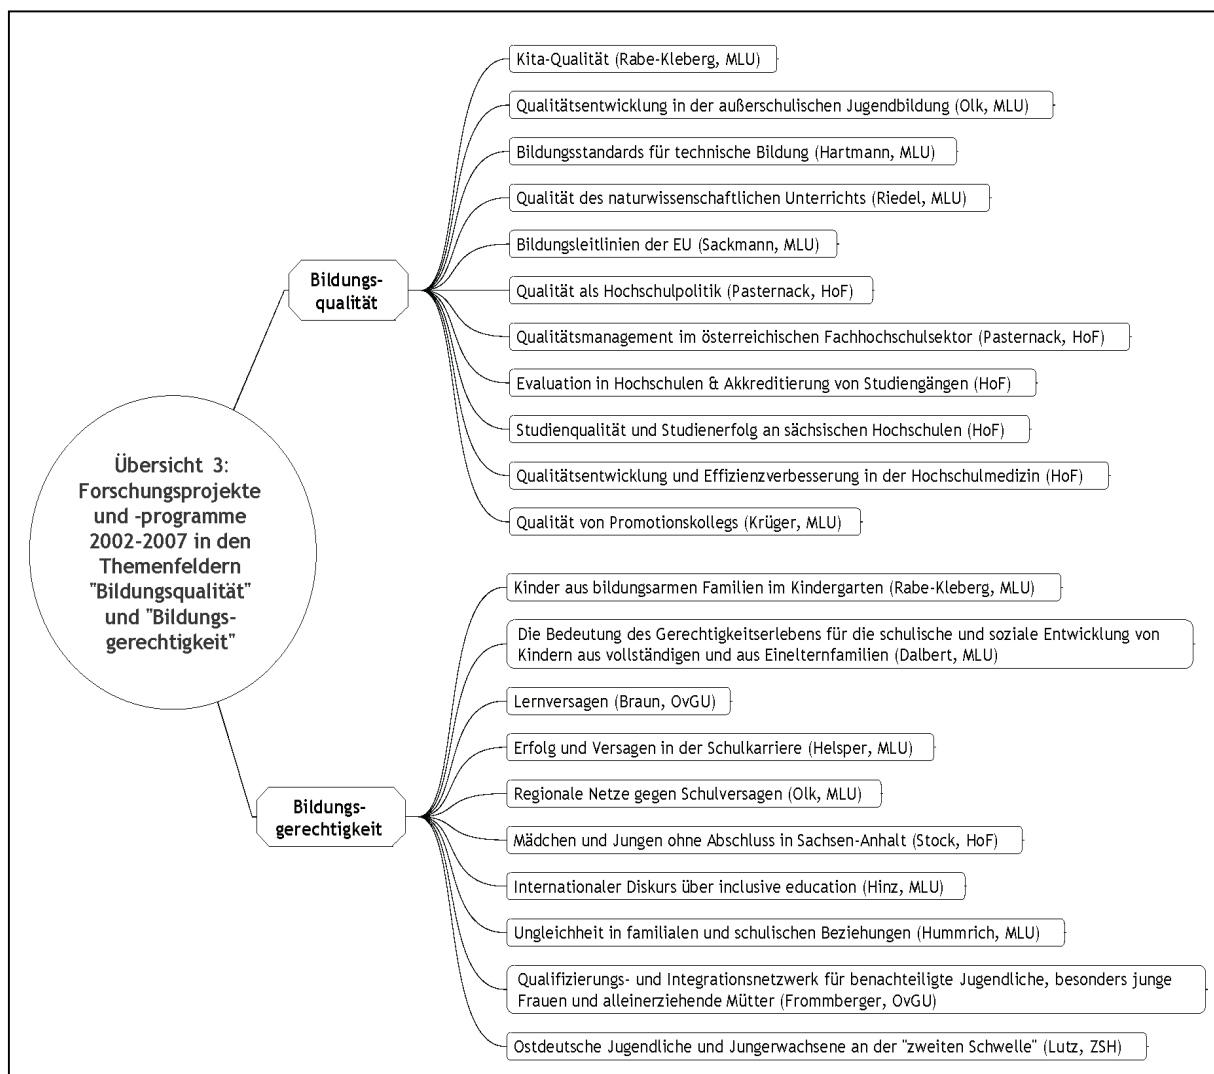 Übersicht 3:
Forschungsprojekte
und -programme
2002-2007 in den
Themenfeldern
"Bildungsqualität"
und "Bildungs-
gerechtigkeit"
Bildungs-
qualität
Kita-Qualität (Rabe-Kleberg, MLU)
Qualitätsentwicklung in der außerschulischen Jugendbildung (Olk, MLU)
Bildungsstandards für technische Bildung (Hartmann, MLU)
Qualität des naturwissenschaftlichen Unterrichts (Riedel, MLU)
Bildungsleitlinien der EU (Sackmann, MLU)
Qualität als Hochschulpolitik (Pasternack, HoF)
Qualitätsmanagement im österreichischen Fachhochschulsektor (Pasternack, HoF)
Evaluation in Hochschulen & Akkreditierung von Studiengängen (HoF)
Studienqualität und Studienerfolg an sächsischen Hochschulen (HoF)
Qualitätsentwicklung und Effizienzverbesserung in der Hochschulmedizin (HoF)
Qualität von Promotionskollegs (Krüger, MLU)
Bildungs-
gerechtigkeit
Kinder aus bildungsarmen Familien im Kindergarten (Rabe-Kleberg, MLU)
Die Bedeutung des Gerechtigkeitserlebens für die schulische und soziale Entwicklung von
Kindern aus vollständigen und aus Einelternfamilien (Dalbert, MLU)
Lernversagen (Braun, OvGU)
Erfolg und Versagen in der Schulkarriere (Helsper, MLU)
Regionale Netze gegen Schulversagen (Olk, MLU)
Mädchen und Jungen ohne Abschluss in Sachsen-Anhalt (Stock, HoF)
Internationaler Diskurs über inclusive education (Hinz, MLU)
Ungleichheit in familialen und schulischen Beziehungen (Hummrich, MLU)
Qualifizierungs- und Integrationsnetzwerk für benachteiligte Jugendliche, besonders junge
Frauen und alleinerziehende Mütter (Frommberger, OvGU)
Ostdeutsche Jugendliche und Jungerwachsene an der "zweiten Schwelle" (Lutz, ZSH)